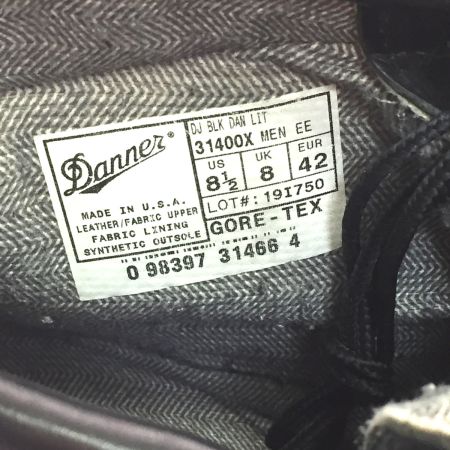 Danner®
MADE IN U.S.A.
LEATHER/FABRIC UPPER
FABRIC LINING
SYNTHETIC OUTSOLE
DJ BLK DAN LIT
31400X MEN EE
US UK EUR
8½ 8 42
LOT#: 19I750
GORE-TEX
0 98397 31466 4